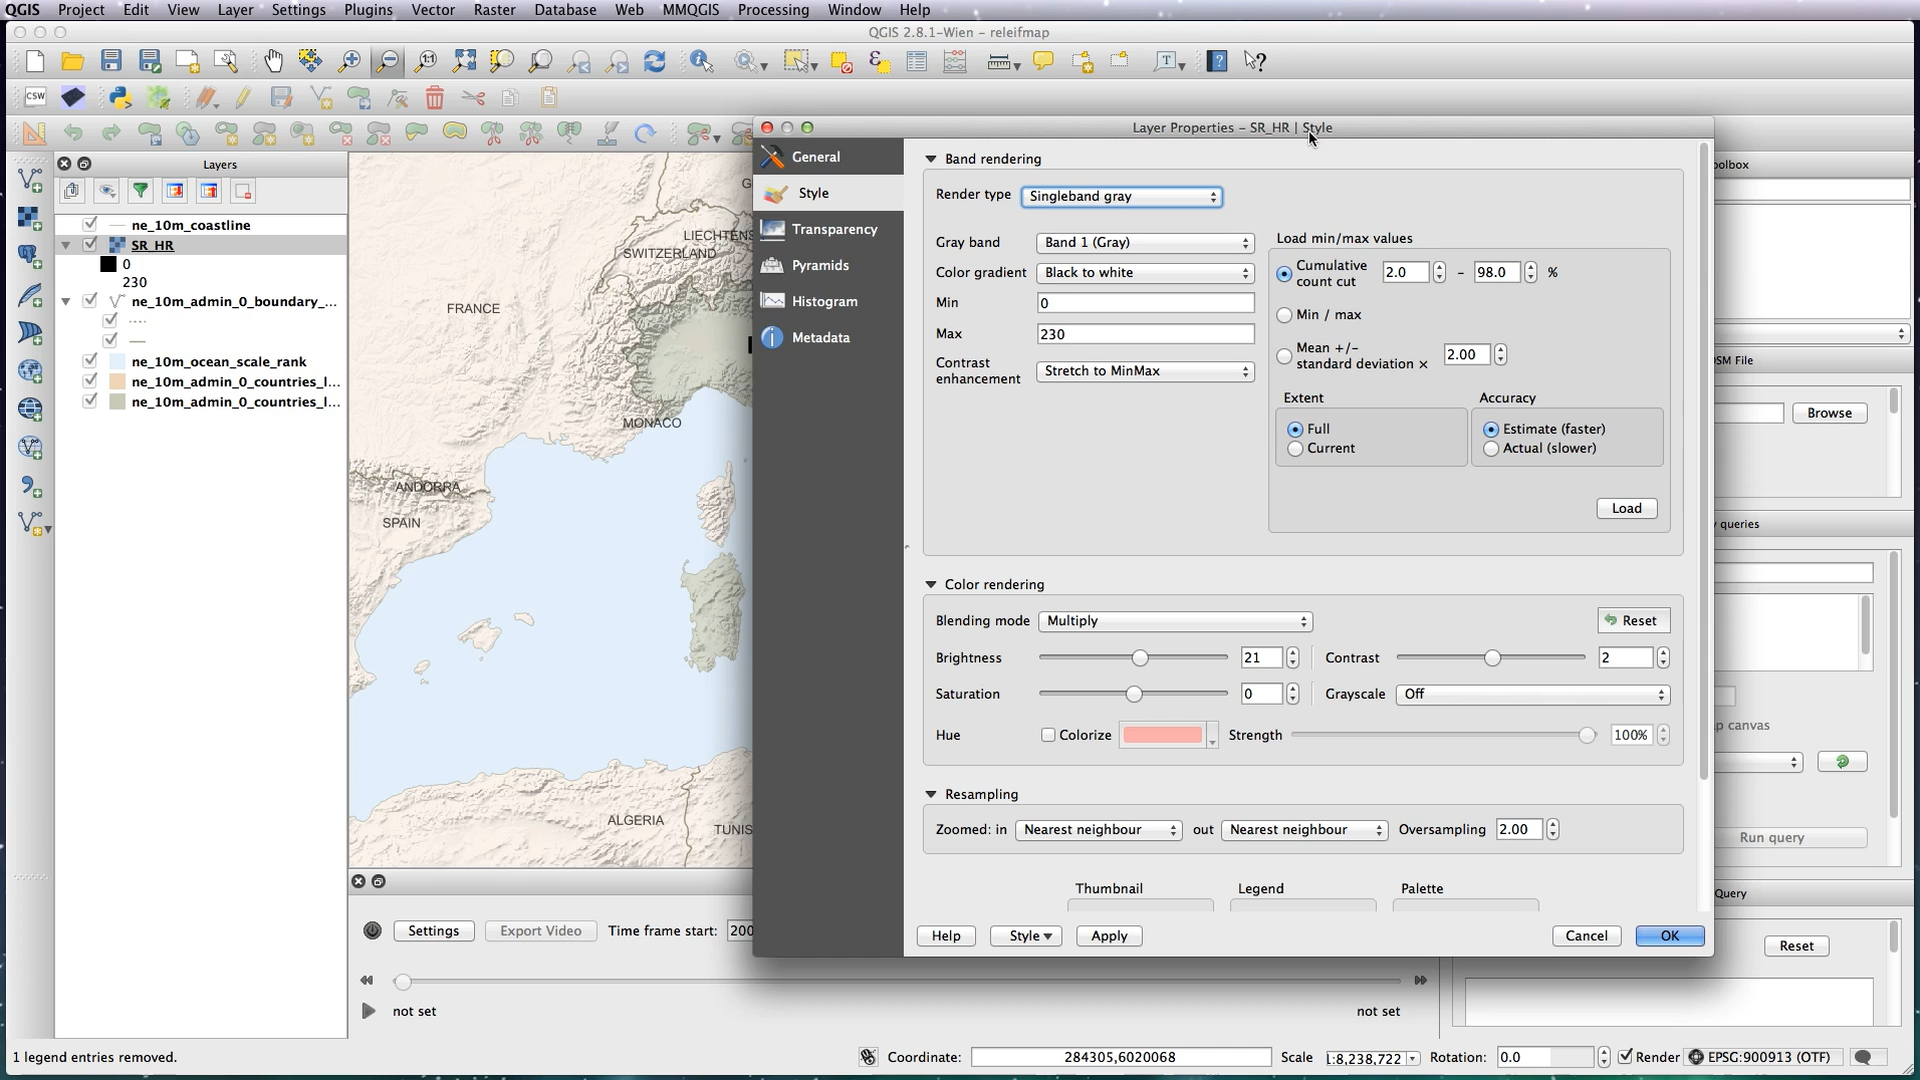 QGIS Project Edit View Layer Settings Plugins Vector Raster Database Web MMQGIS Processing Window Help
QGIS 2.8.1-Wien - releifmap
CSW
Layers
ne_10m_coastline
SR_HR
0
230
ne_10m_admin_0_boundary_...
ne_10m_ocean_scale_rank
ne_10m_admin_0_countries_l...
ne_10m_admin_0_countries_l...
LIECHTENS
SWITZERLAND
FRANCE
MONACO
ANDORRA
SPAIN
ALGERIA
TUNIS
Layer Properties - SR_HR | Style
General
Style
Transparency
Pyramids
Histogram
Metadata
Band rendering
Render type Singleband gray
Gray band Band 1 (Gray)
Color gradient Black to white
Min 0
Max 230
Contrast
enhancement Stretch to MinMax
Load min/max values
Cumulative
count cut 2.0 - 98.0 %
Min / max
Mean +/-
standard deviation × 2.00
Extent
Full
Current
Accuracy
Estimate (faster)
Actual (slower)
Load
Color rendering
Blending mode Multiply Reset
Brightness 21 Contrast 2
Saturation 0 Grayscale Off
Hue Colorize Strength 100%
Resampling
Zoomed: in Nearest neighbour out Nearest neighbour Oversampling 2.00
Thumbnail Legend Palette
Help Style Apply Cancel OK
oolbox
OSM File
Browse
y queries
p canvas
Run query
Query
Reset
Settings Export Video Time frame start: 200
not set not set
1 legend entries removed.
Coordinate: 284305,6020068 Scale 1:8,238,722 Rotation: 0.0 Render EPSG:900913 (OTF)